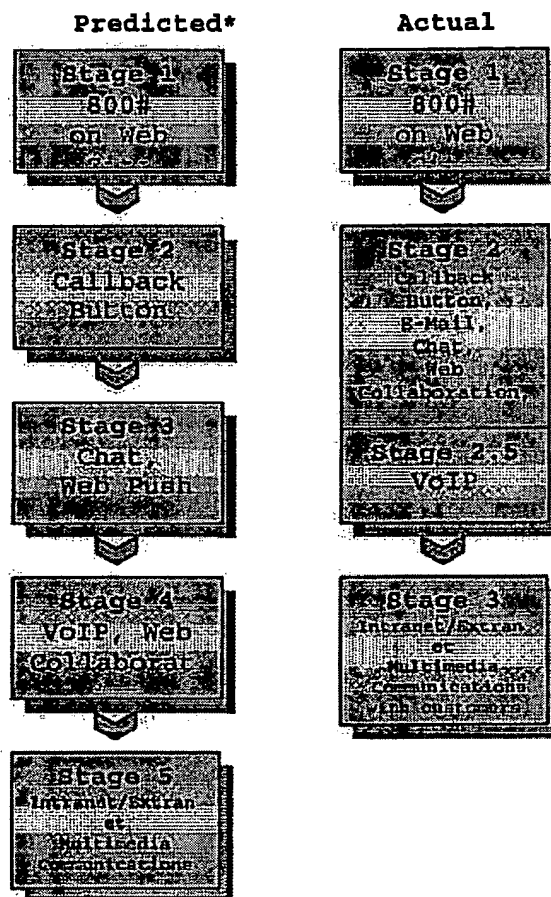 Predicted*
Stage 1
800#
on Web
Stage 2
Callback
Button
Stage 3
Chat,
Web Push
Stage 4
VoIP, Web
Collaborat
Stage 5
Intranet/Extran
et
Multimedia
Communications
Actual
Stage 1
800#
on Web
Stage 2
Callback
Button,
E-Mail,
Chat,
Web
Collaboration,
Stage 2.5
VoIP
Stage 3
Intranet/Extran
et
Multimedia
Communications
with customers